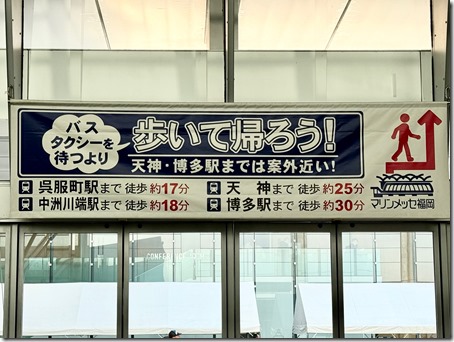 バス
タクシーを
待つより
歩いて帰ろう!
天神・博多駅までは案外近い!
呉服町駅まで 徒歩 約17分
天神まで 徒歩 約25分
中洲川端駅まで 徒歩 約18分
博多駅まで 徒歩 約30分
マリンメッセ福岡
CONFERENCE